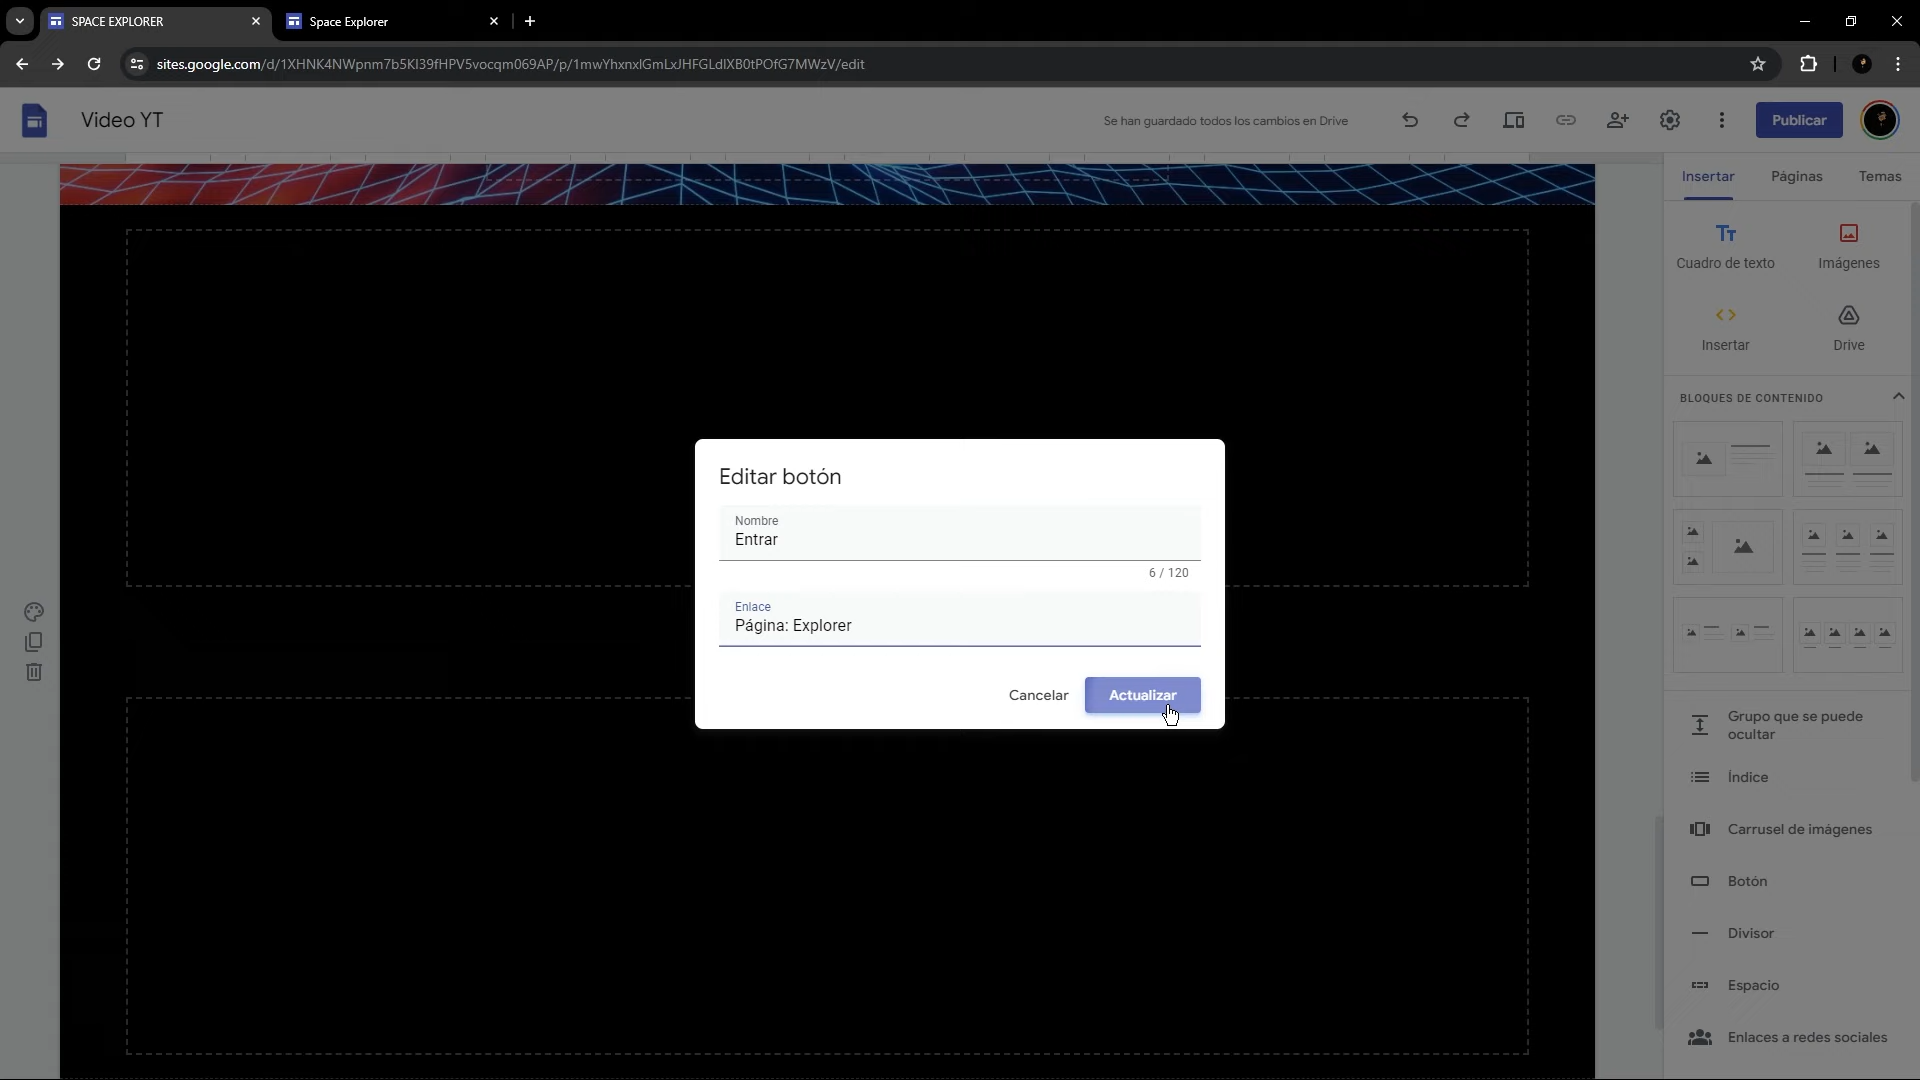 SPACE EXPLORER
Space Explorer
sites.google.com/d/1XHNK4NWpnm7b5Kl39fHPV5vocqm069AP/p/1mwYhxnxlGmLxJHFGLdlXB0tPOfG7MWzV/edit
Video YT
Se han guardado todos los cambios en Drive
Publicar
Insertar
Páginas
Temas
Cuadro de texto
Imágenes
Insertar
Drive
BLOQUES DE CONTENIDO
Editar botón
Nombre
Entrar
6 / 120
Enlace
Página: Explorer
Cancelar
Actualizar
Grupo que se puede
ocultar
Índice
Carrusel de imágenes
Botón
Divisor
Espacio
Enlaces a redes sociales